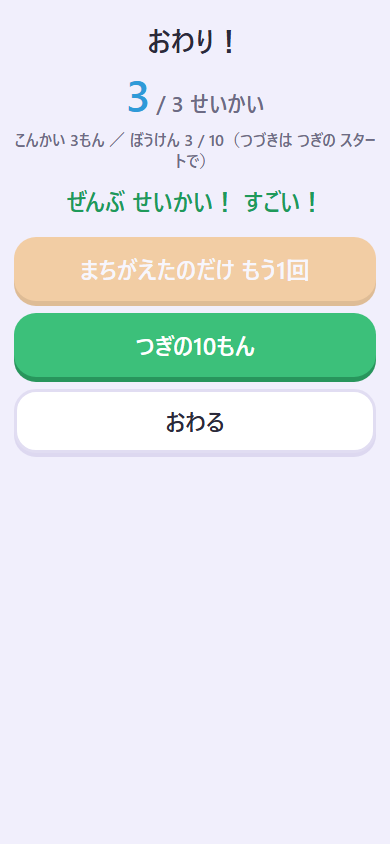 おわり！
3 / 3 せいかい
こんかい 3もん ／ ぼうけん 3 / 10（つづきは つぎの スター
トで）
ぜんぶ せいかい！ すごい！
まちがえたのだけ もう1回
つぎの10もん
おわる